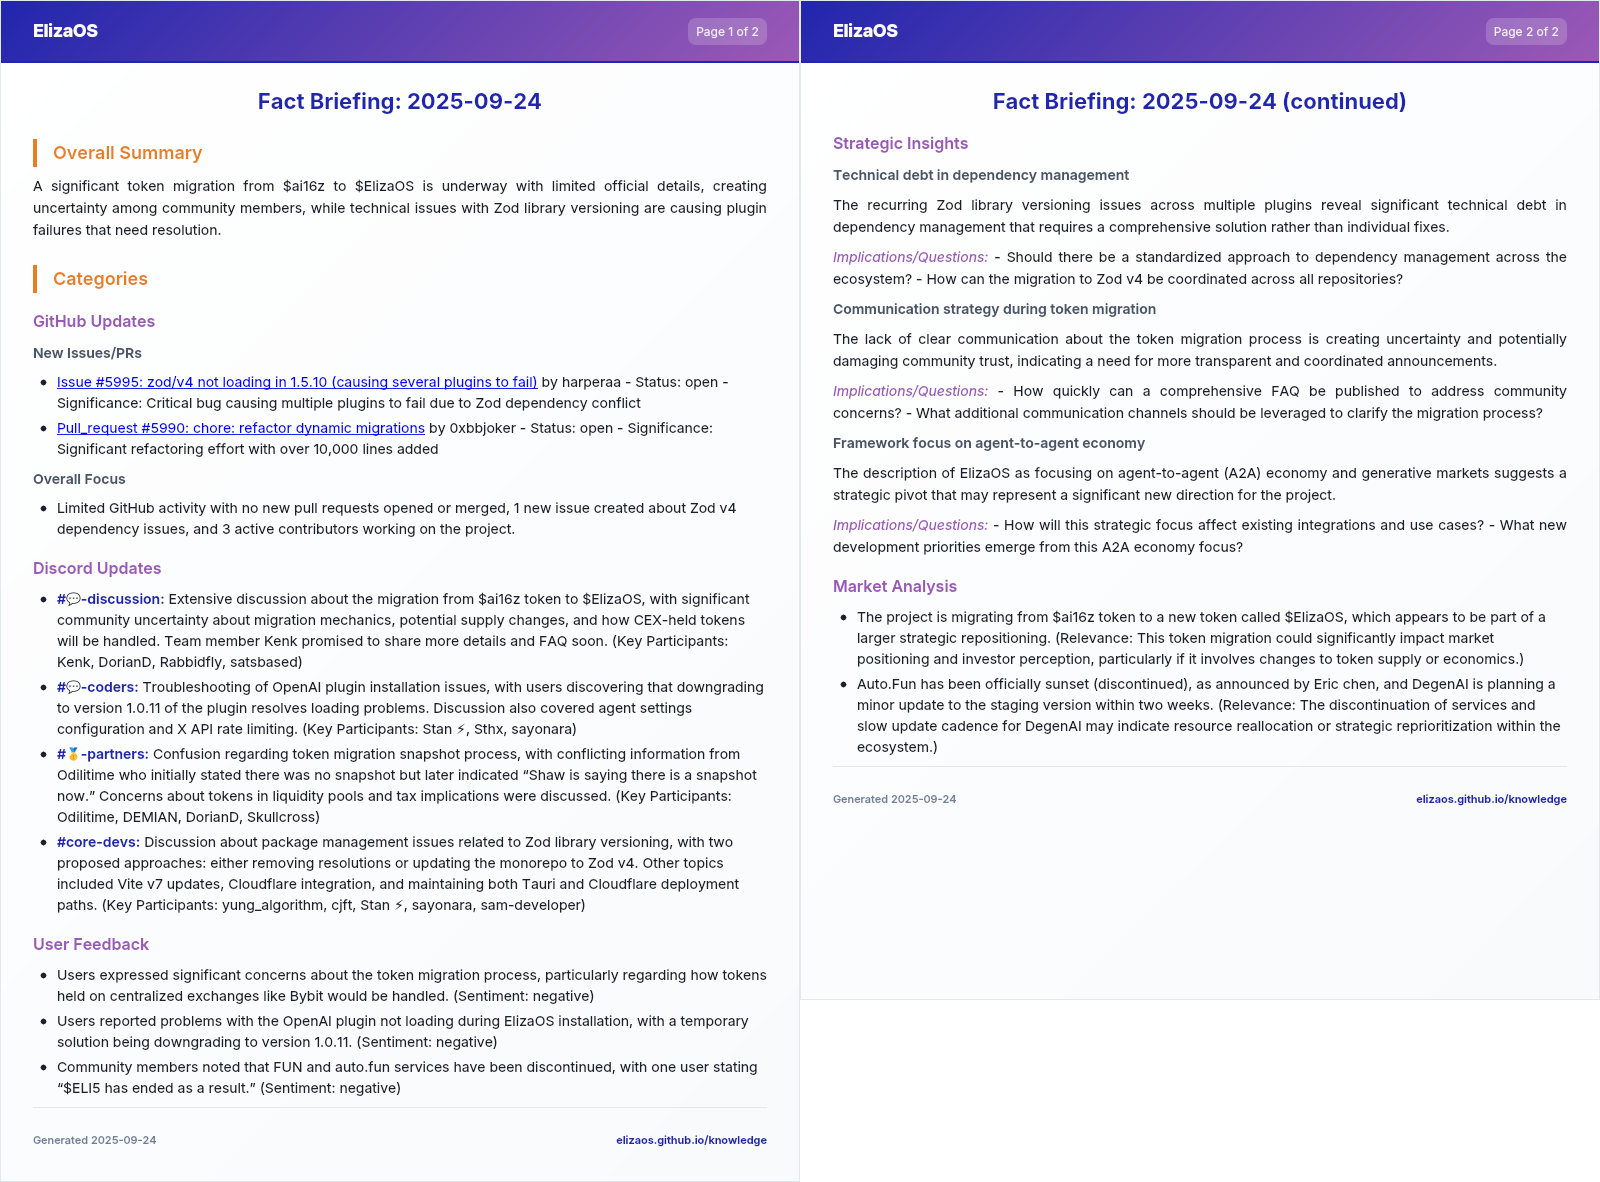 ElizaOS
Page 1 of 2
Fact Briefing: 2025-09-24
Overall Summary
A significant token migration from $ai16z to $ElizaOS is underway with limited official details, creating
uncertainty among community members, while technical issues with Zod library versioning are causing plugin
failures that need resolution.
Categories
GitHub Updates
New Issues/PRs
• Issue #5995: zod/v4 not loading in 1.5.10 (causing several plugins to fail) by harperaa - Status: open -
Significance: Critical bug causing multiple plugins to fail due to Zod dependency conflict
• Pull_request #5990: chore: refactor dynamic migrations by 0xbbjoker - Status: open - Significance:
Significant refactoring effort with over 10,000 lines added
Overall Focus
• Limited GitHub activity with no new pull requests opened or merged, 1 new issue created about Zod v4
dependency issues, and 3 active contributors working on the project.
Discord Updates
• #💬-discussion: Extensive discussion about the migration from $ai16z token to $ElizaOS, with significant
community uncertainty about migration mechanics, potential supply changes, and how CEX-held tokens
will be handled. Team member Kenk promised to share more details and FAQ soon. (Key Participants:
Kenk, DorianD, Rabbidfly, satsbased)
• #💬-coders: Troubleshooting of OpenAI plugin installation issues, with users discovering that downgrading
to version 1.0.11 of the plugin resolves loading problems. Discussion also covered agent settings
configuration and X API rate limiting. (Key Participants: Stan ⚡, Sthx, sayonara)
• #🥇-partners: Confusion regarding token migration snapshot process, with conflicting information from
Odilitime who initially stated there was no snapshot but later indicated “Shaw is saying there is a snapshot
now.” Concerns about tokens in liquidity pools and tax implications were discussed. (Key Participants:
Odilitime, DEMIAN, DorianD, Skullcross)
• #core-devs: Discussion about package management issues related to Zod library versioning, with two
proposed approaches: either removing resolutions or updating the monorepo to Zod v4. Other topics
included Vite v7 updates, Cloudflare integration, and maintaining both Tauri and Cloudflare deployment
paths. (Key Participants: yung_algorithm, cjft, Stan ⚡, sayonara, sam-developer)
User Feedback
• Users expressed significant concerns about the token migration process, particularly regarding how tokens
held on centralized exchanges like Bybit would be handled. (Sentiment: negative)
• Users reported problems with the OpenAI plugin not loading during ElizaOS installation, with a temporary
solution being downgrading to version 1.0.11. (Sentiment: negative)
• Community members noted that FUN and auto.fun services have been discontinued, with one user stating
“$ELI5 has ended as a result.” (Sentiment: negative)
Generated 2025-09-24
elizaos.github.io/knowledge
ElizaOS
Page 2 of 2
Fact Briefing: 2025-09-24 (continued)
Strategic Insights
Technical debt in dependency management
The recurring Zod library versioning issues across multiple plugins reveal significant technical debt in
dependency management that requires a comprehensive solution rather than individual fixes.
Implications/Questions: - Should there be a standardized approach to dependency management across the
ecosystem? - How can the migration to Zod v4 be coordinated across all repositories?
Communication strategy during token migration
The lack of clear communication about the token migration process is creating uncertainty and potentially
damaging community trust, indicating a need for more transparent and coordinated announcements.
Implications/Questions: - How quickly can a comprehensive FAQ be published to address community
concerns? - What additional communication channels should be leveraged to clarify the migration process?
Framework focus on agent-to-agent economy
The description of ElizaOS as focusing on agent-to-agent (A2A) economy and generative markets suggests a
strategic pivot that may represent a significant new direction for the project.
Implications/Questions: - How will this strategic focus affect existing integrations and use cases? - What new
development priorities emerge from this A2A economy focus?
Market Analysis
• The project is migrating from $ai16z token to a new token called $ElizaOS, which appears to be part of a
larger strategic repositioning. (Relevance: This token migration could significantly impact market
positioning and investor perception, particularly if it involves changes to token supply or economics.)
• Auto.Fun has been officially sunset (discontinued), as announced by Eric chen, and DegenAI is planning a
minor update to the staging version within two weeks. (Relevance: The discontinuation of services and
slow update cadence for DegenAI may indicate resource reallocation or strategic reprioritization within the
ecosystem.)
Generated 2025-09-24
elizaos.github.io/knowledge